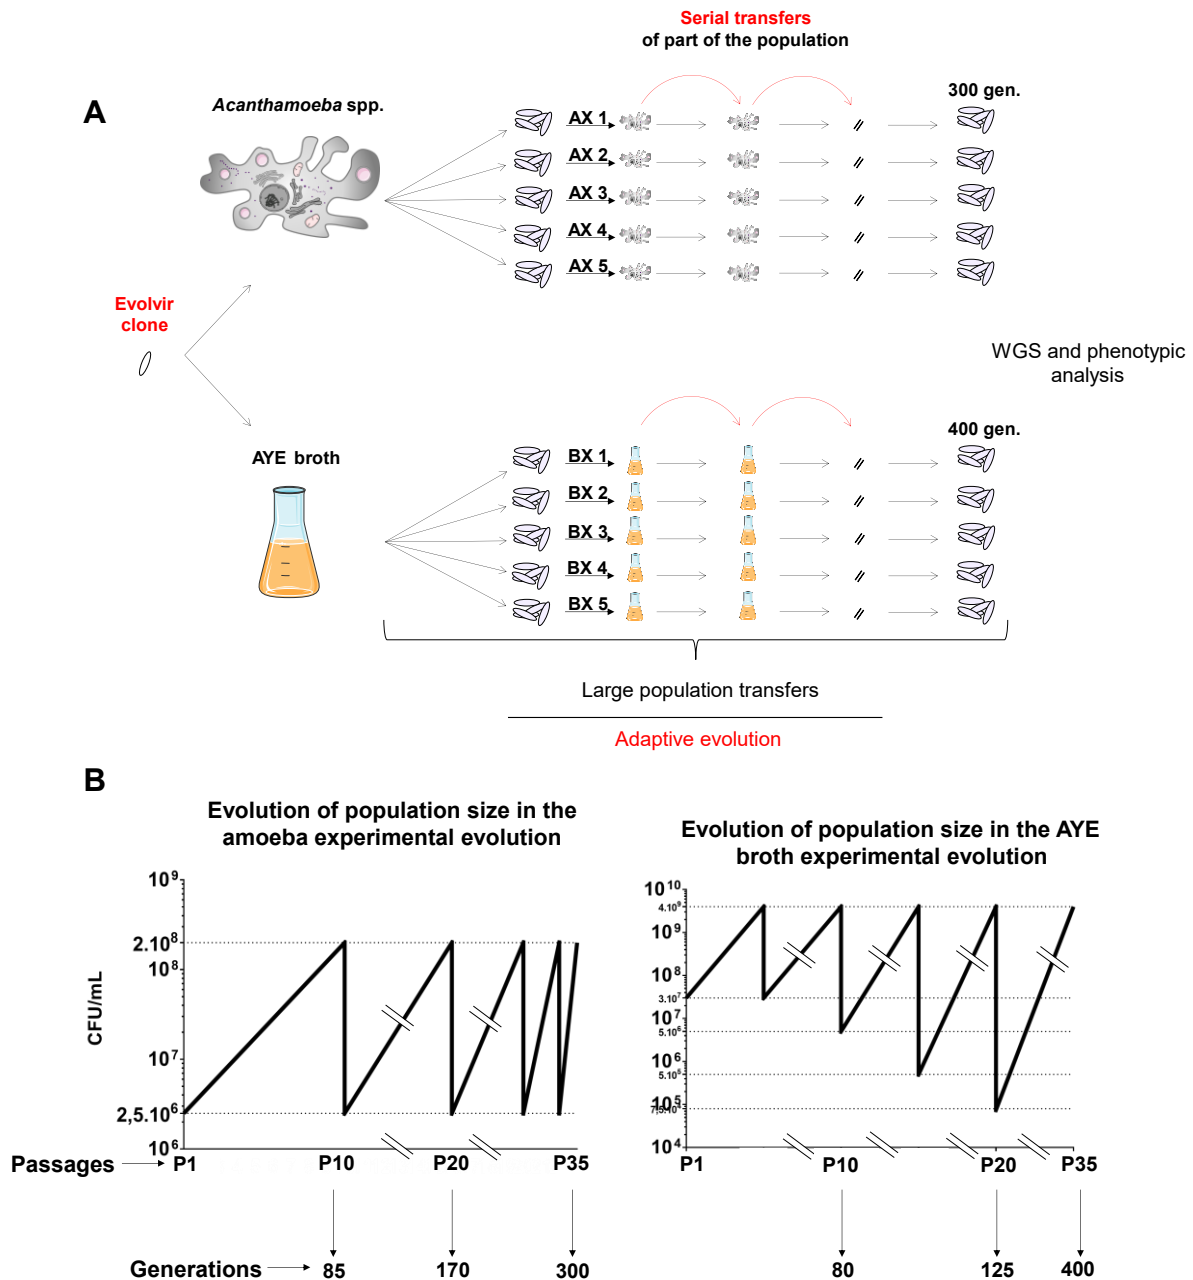 Serial transfers
of part of the population
A
Acanthamoeba spp.
300 gen.
AX 1
AX 2
AX 3
AX 4
AX 5
Evolvir
clone
WGS and phenotypic
analysis
AYE broth
400 gen.
BX 1
BX 2
BX 3
BX 4
BX 5
Large population transfers
Adaptive evolution
B
Evolution of population size in the
amoeba experimental evolution
CFU/mL
10⁹
2.10⁸
10⁸
10⁷
2,5.10⁶
10⁶
Evolution of population size in the AYE
broth experimental evolution
10¹⁰
4.10⁹
10⁹
10⁸
3.10⁷
10⁷
5.10⁶
10⁶
5.10⁵
10⁵
10⁴
Passages
P1 P10 P20 P35
P1 P10 P20 P35
Generations
85 170 300
80 125 400